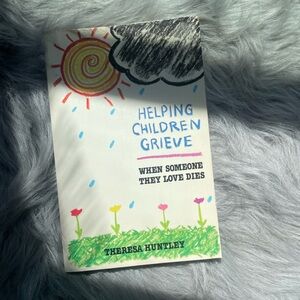 HELPING
CHILDREN
GRIEVE
WHEN SOMEONE
THEY LOVE DIES
THERESA HUNTLEY